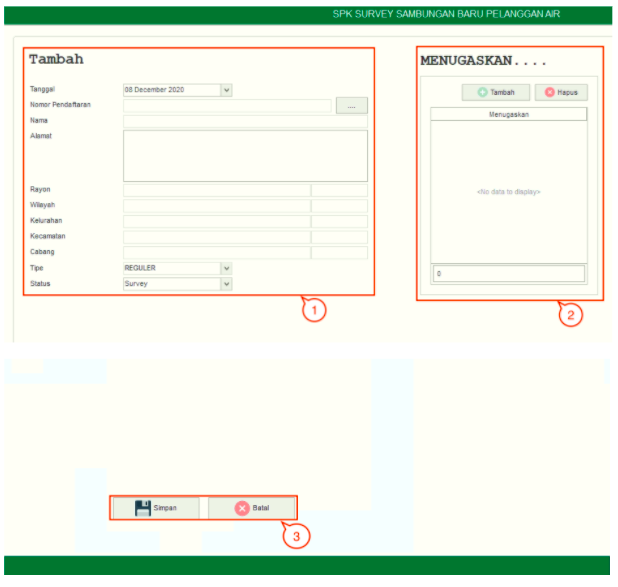 SPK SURVEY SAMBUNGAN BARU PELANGGAN AIR
Tambah
Tanggal 08 December 2020
Nomor Pendaftaran ....
Nama
Alamat
Rayon
Wilayah
Kelurahan
Kecamatan
Cabang
Tipe REGULER
Status Survey
1
MENUGASKAN....
Tambah Hapus
Menugaskan
<No data to display>
0
2
Simpan Batal
3